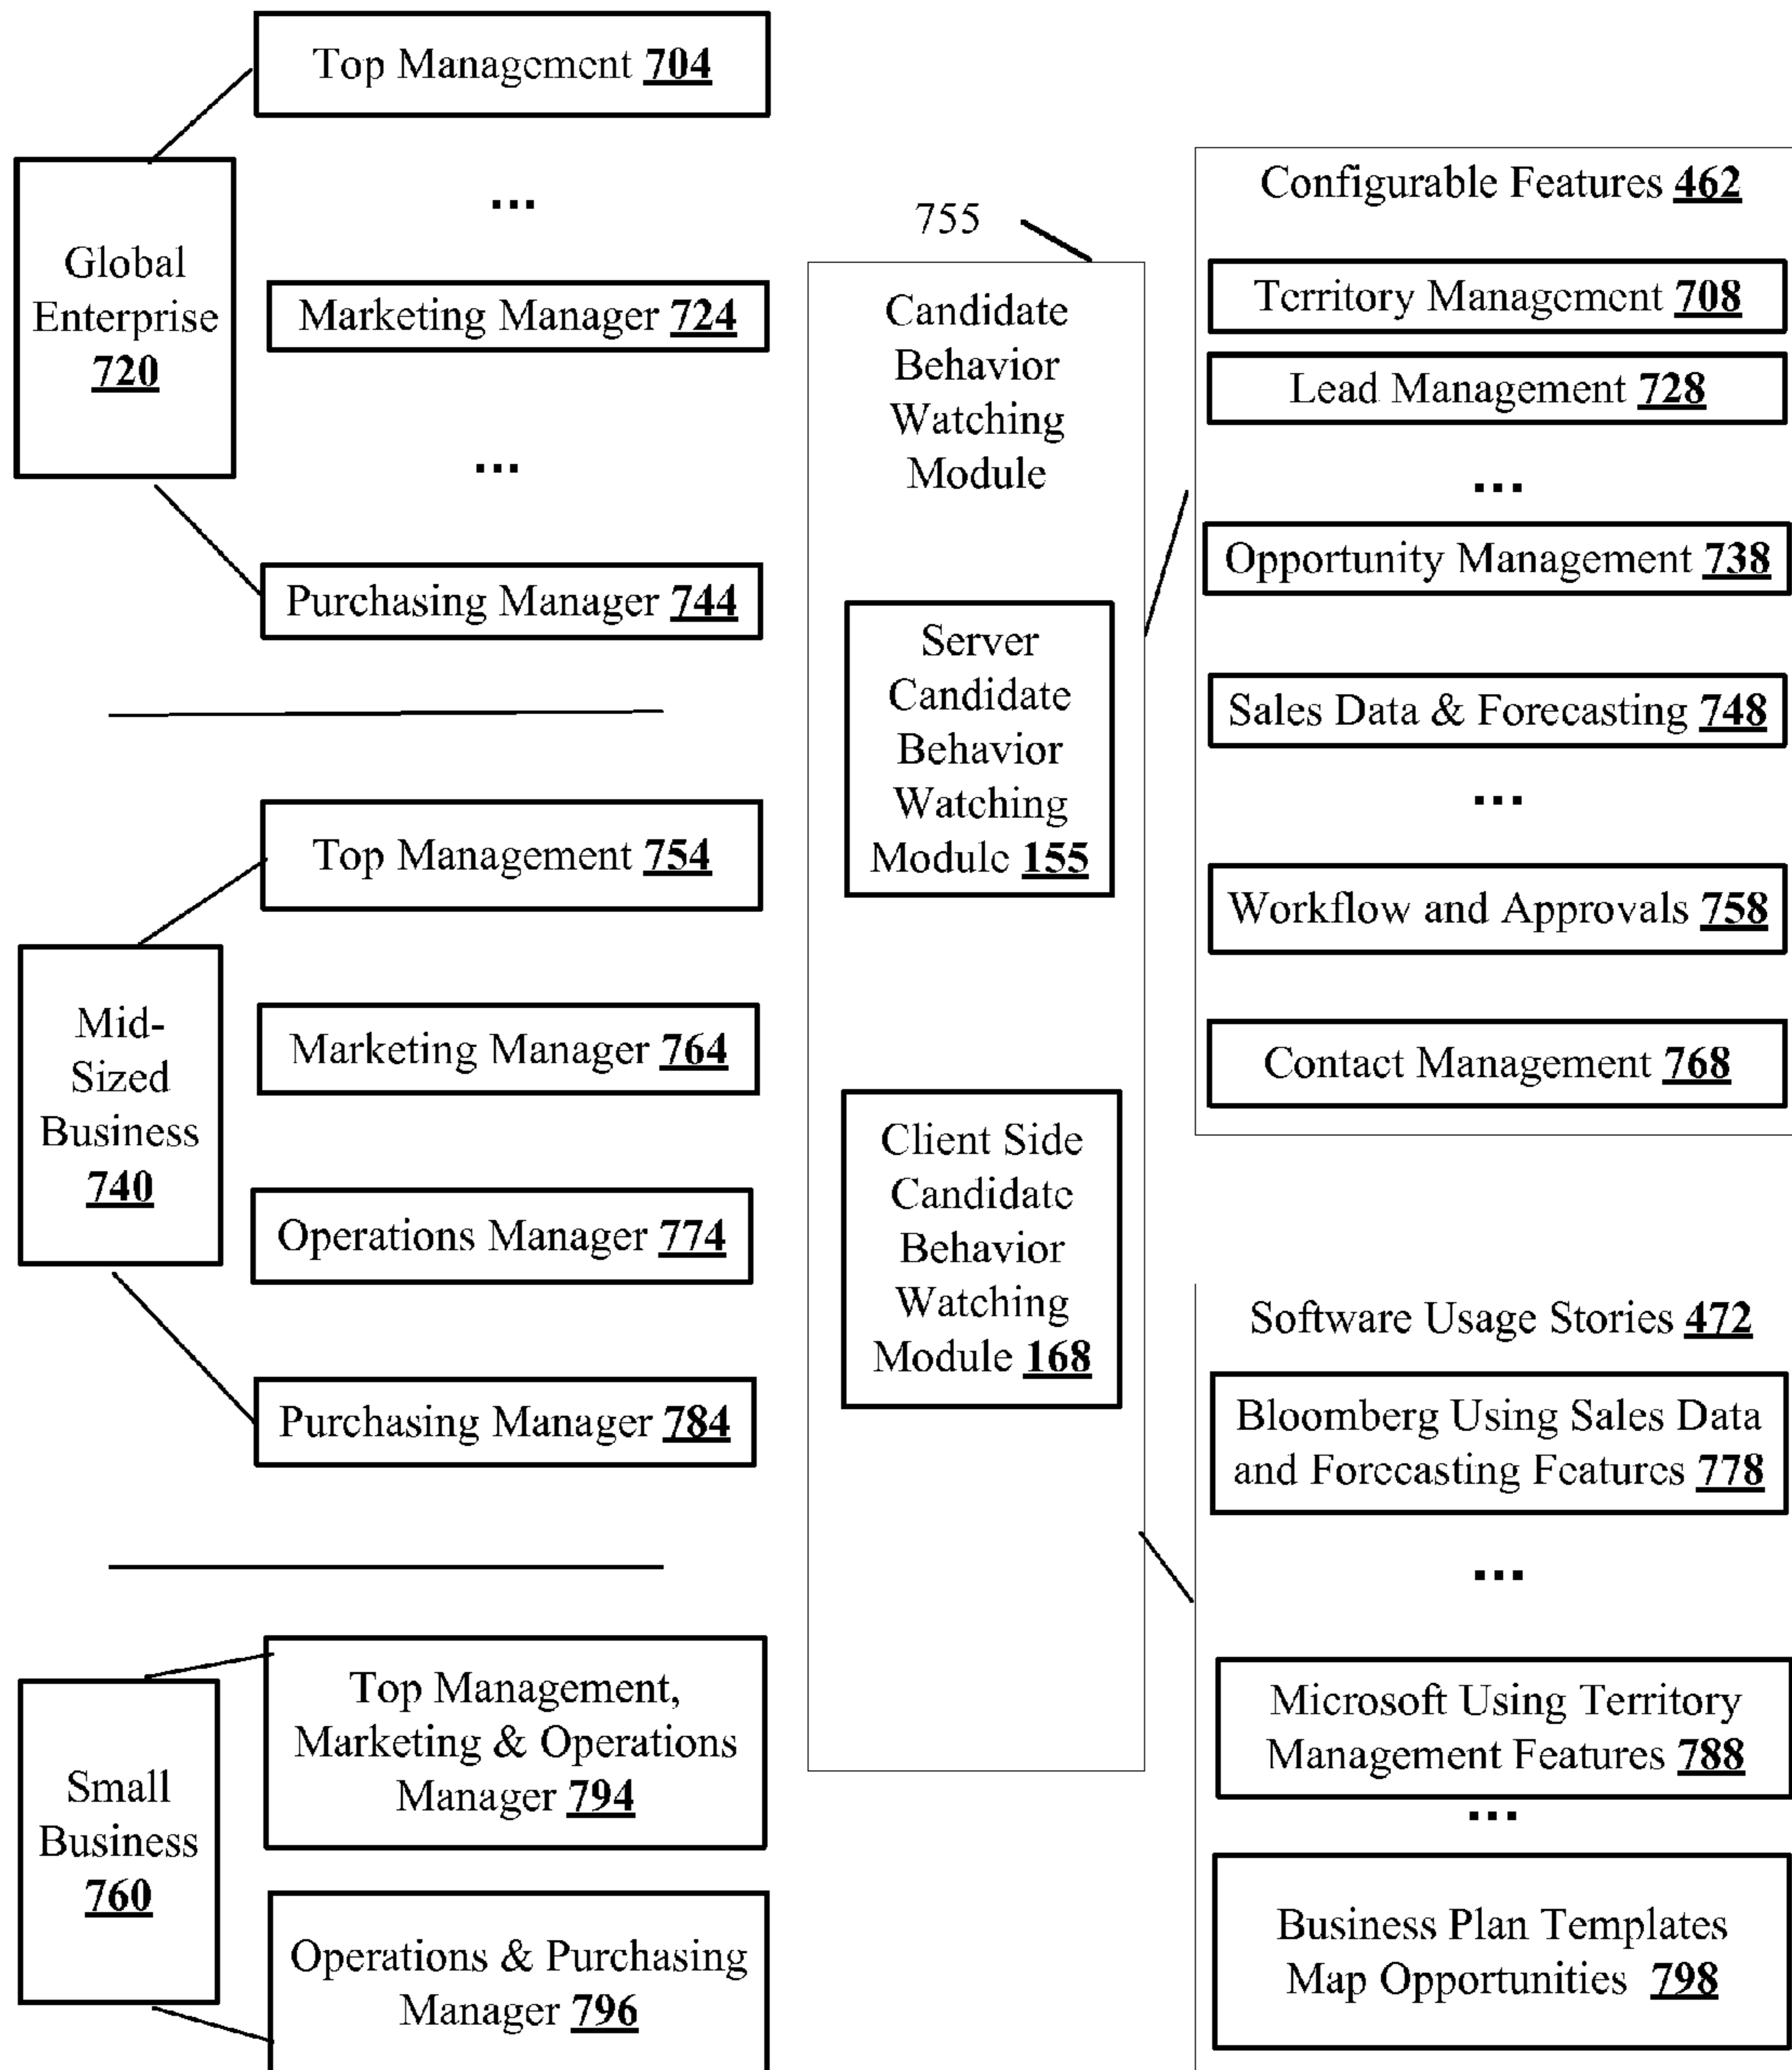 Top Management 704
...
Global
Enterprise
720
Marketing Manager 724
...
Purchasing Manager 744
Top Management 754
Mid-
Sized
Business
740
Marketing Manager 764
Operations Manager 774
Purchasing Manager 784
Top Management,
Marketing & Operations
Manager 794
Small
Business
760
Operations & Purchasing
Manager 796
755
Candidate
Behavior
Watching
Module
Server
Candidate
Behavior
Watching
Module 155
Client Side
Candidate
Behavior
Watching
Module 168
Configurable Features 462
Territory Management 708
Lead Management 728
...
Opportunity Management 738
Sales Data & Forecasting 748
...
Workflow and Approvals 758
Contact Management 768
Software Usage Stories 472
Bloomberg Using Sales Data
and Forecasting Features 778
...
Microsoft Using Territory
Management Features 788
...
Business Plan Templates
Map Opportunities 798